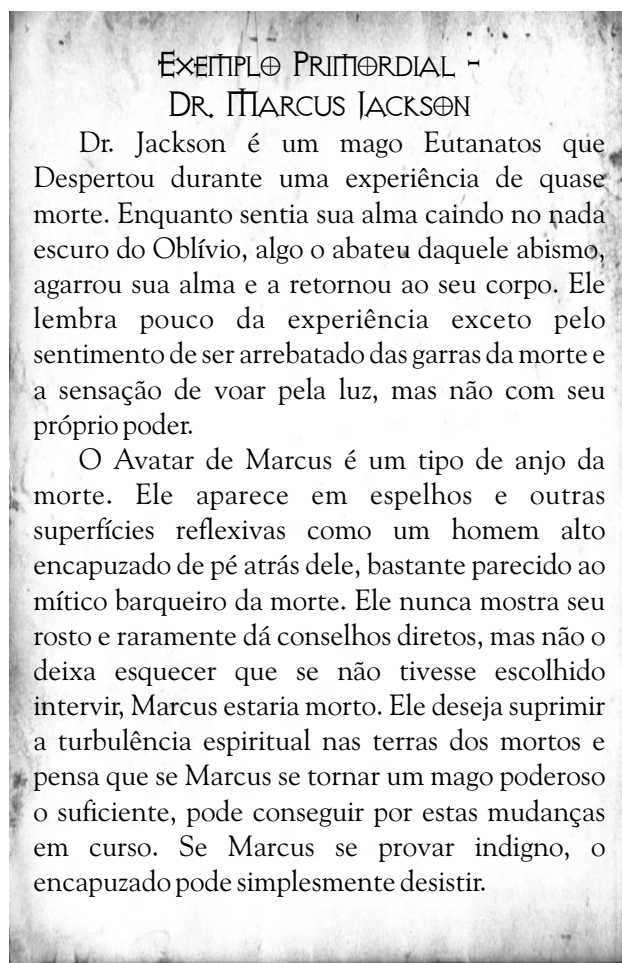 Exemplo Primordial -
Dr. Marcus Jackson
Dr. Jackson é um mago Eutanatos que
Despertou durante uma experiência de quase
morte. Enquanto sentia sua alma caindo no nada
escuro do Oblívio, algo o abateu daquele abismo,
agarrou sua alma e a retornou ao seu corpo. Ele
lembra pouco da experiência exceto pelo
sentimento de ser arrebatado das garras da morte e
a sensação de voar pela luz, mas não com seu
próprio poder.
O Avatar de Marcus é um tipo de anjo da
morte. Ele aparece em espelhos e outras
superfícies reflexivas como um homem alto
encapuzado de pé atrás dele, bastante parecido ao
mítico barqueiro da morte. Ele nunca mostra seu
rosto e raramente dá conselhos diretos, mas não o
deixa esquecer que se não tivesse escolhido
intervir, Marcus estaria morto. Ele deseja suprimir
a turbulência espiritual nas terras dos mortos e
pensa que se Marcus se tornar um mago poderoso
o suficiente, pode conseguir por estas mudanças
em curso. Se Marcus se provar indigno, o
encapuzado pode simplesmente desistir.